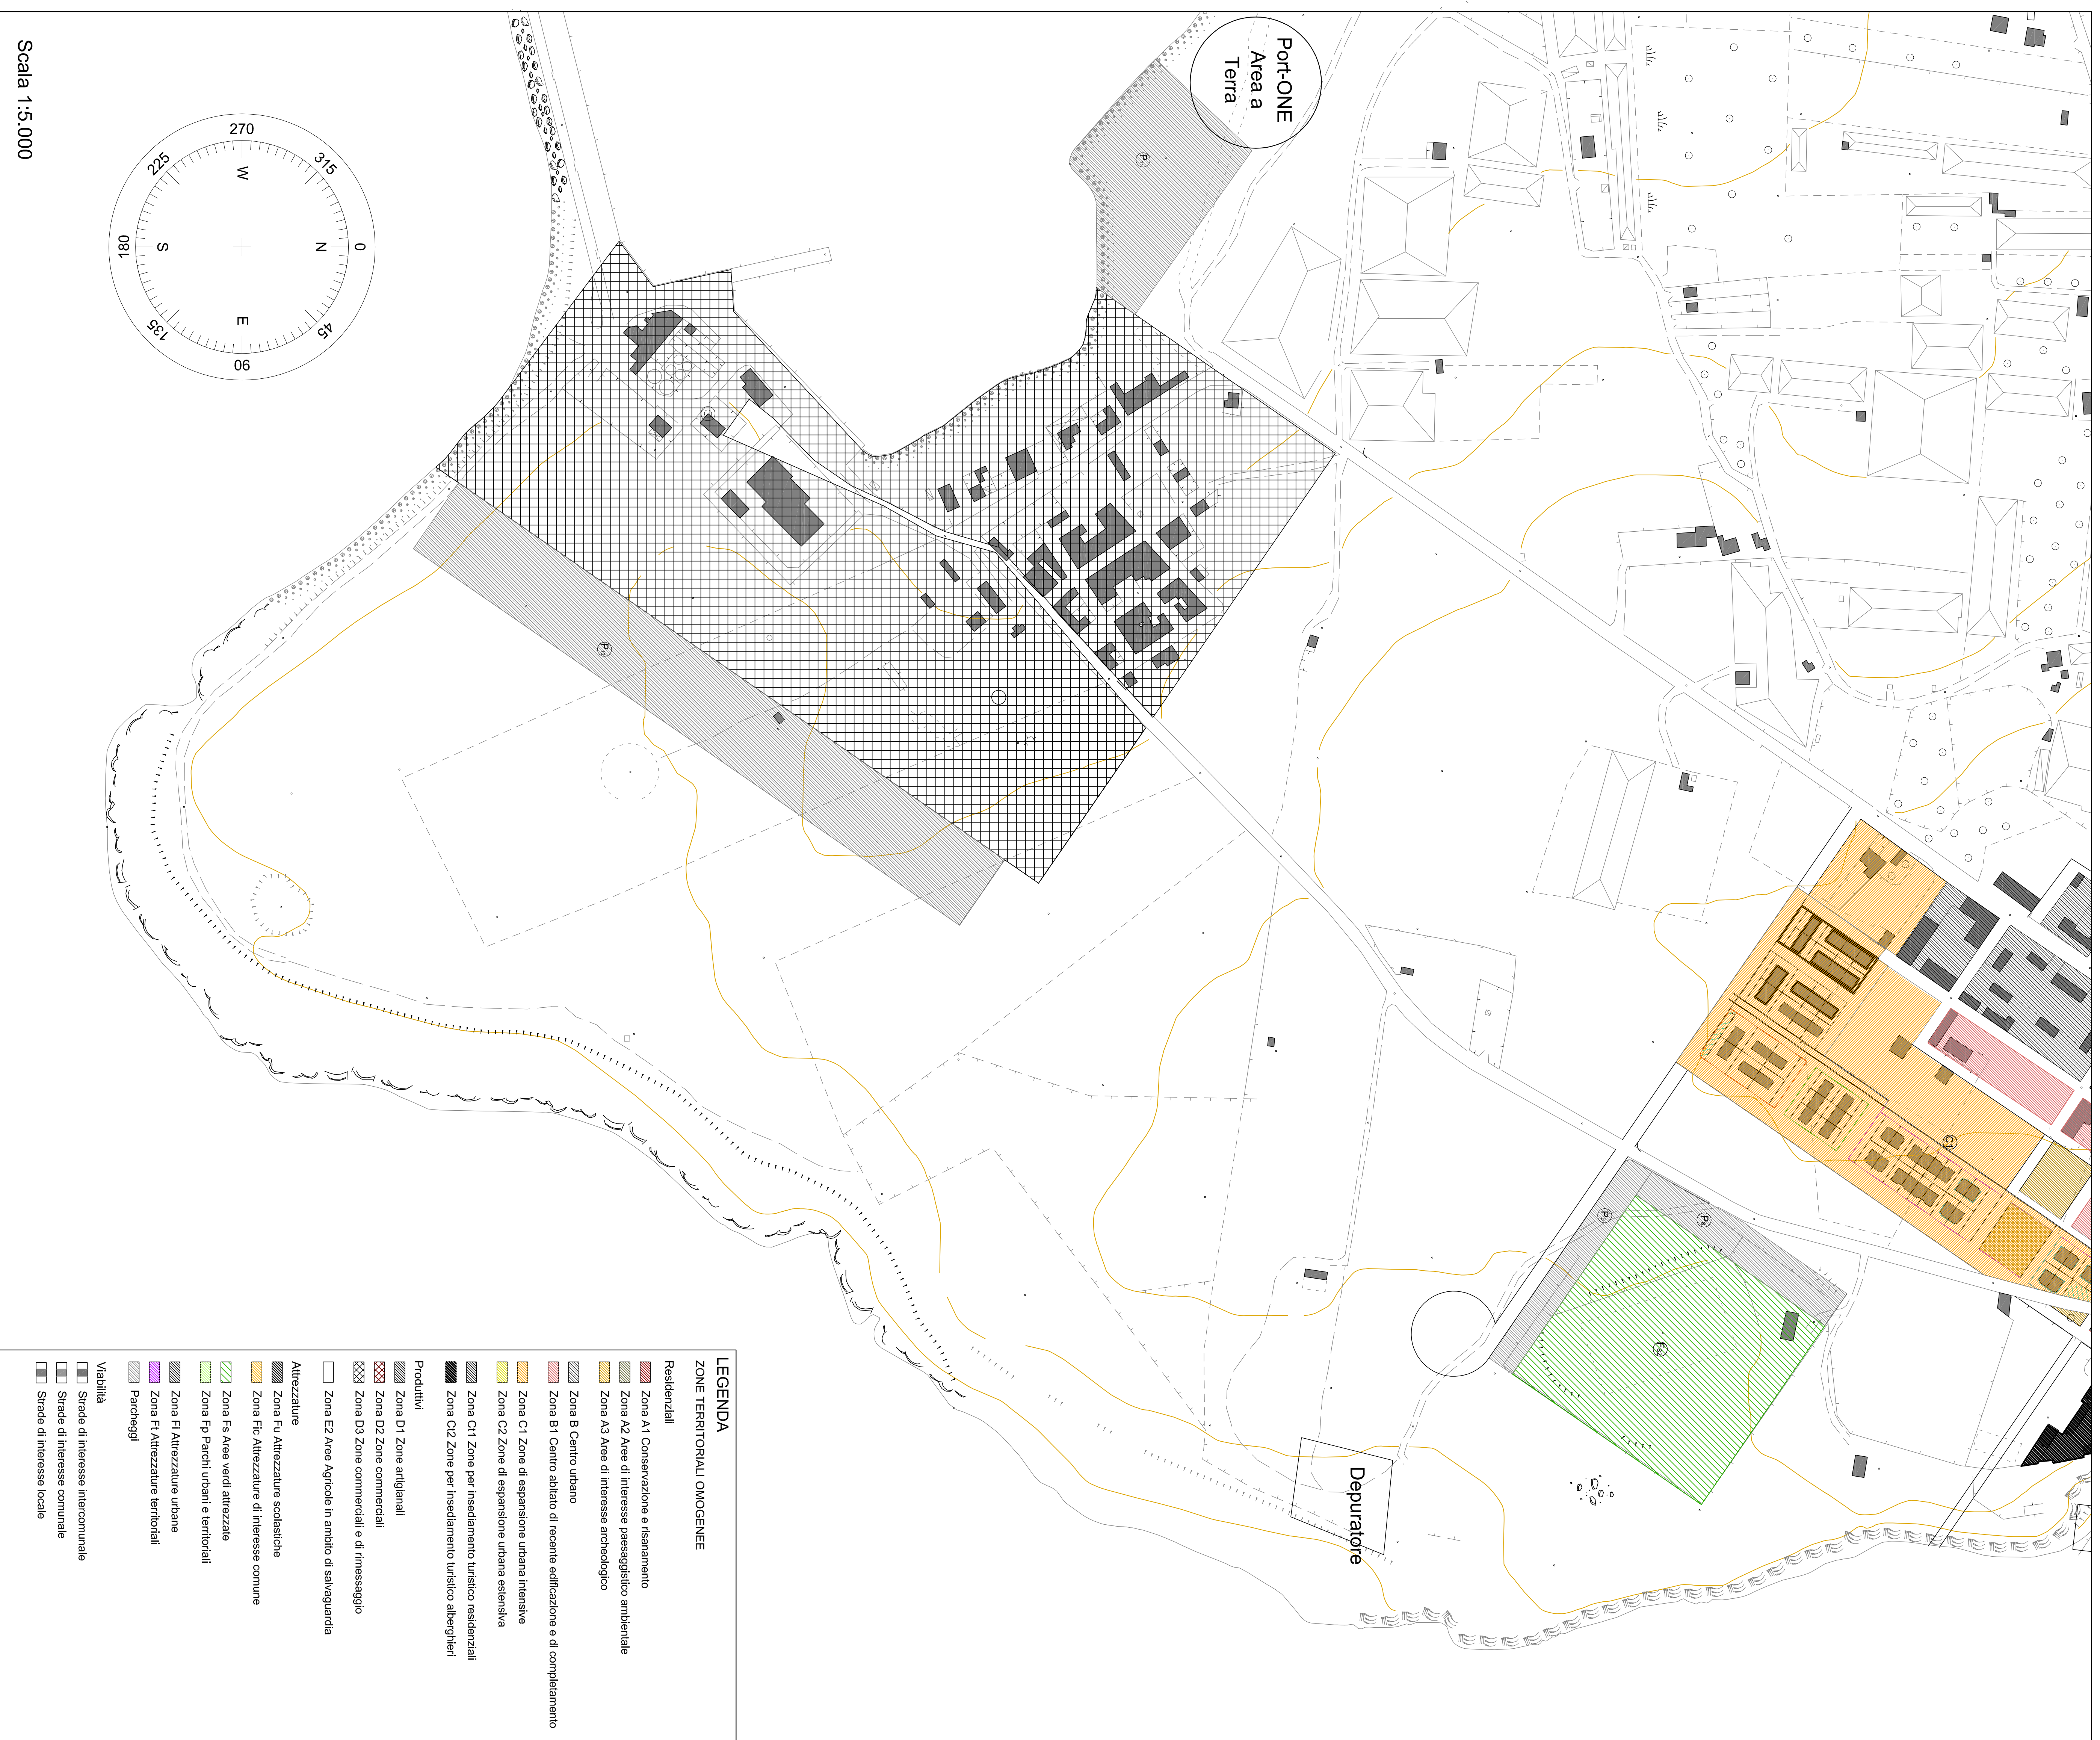 Port-ONE
Area a
Terra
P11
P10
C1
P9
P8
Depuratore
Scala 1:5.000
0
45
90
135
180
225
270
315
N
E
S
W
LEGENDA
ZONE TERRITORIALI OMOGENEE
Residenziali
Zona A1 Conservazione e risanamento
Zona A2 Aree di interesse paesaggistico ambientale
Zona A3 Aree di interesse archeologico
Zona B Centro urbano
Zona B1 Centro abitato di recente edificazione e di completamento
Zona C1 Zone di espansione urbana intensive
Zona C2 Zone di espansione urbana estensiva
Zona Ct1 Zone per insediamento turistico residenziali
Zona Ct2 Zone per insediamento turistico alberghieri
Produttivi
Zona D1 Zone artigianali
Zona D2 Zone commerciali
Zona D3 Zone commerciali e di rimessaggio
Zona E2 Aree Agricole in ambito di salvaguardia
Attrezzature
Zona Fu Attrezzature scolastiche
Zona Fic Attrezzature di interesse comune
Zona Fs Aree verdi attrezzate
Zona Fp Parchi urbani e territoriali
Zona Fi Attrezzature urbane
Zona Ft Attrezzature territoriali
Parcheggi
Viabilità
Strade di interesse intercomunale
Strade di interesse comunale
Strade di interesse locale